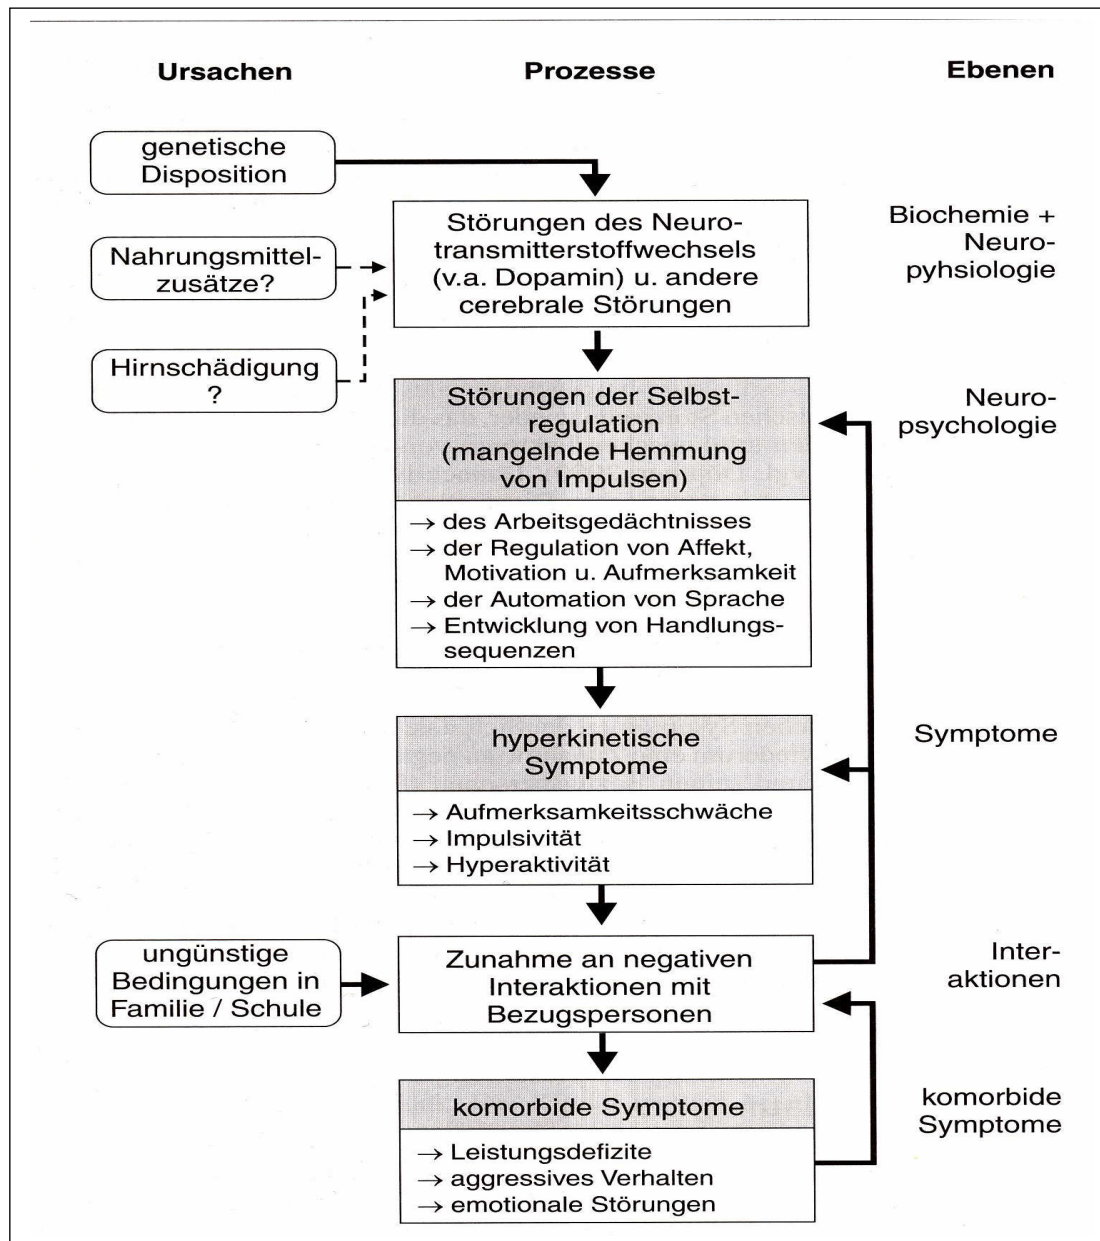 Ursachen
Prozesse
Ebenen
genetische
Disposition
Störungen des Neuro-
transmitterstoffwechsels
(v.a. Dopamin) u. andere
cerebrale Störungen
Biochemie +
Neuro-
pyhsiologie
Nahrungsmittel-
zusätze?
Hirnschädigung
?
Störungen der Selbst-
regulation
(mangelnde Hemmung
von Impulsen)
Neuro-
psychologie
→ des Arbeitsgedächtnisses
→ der Regulation von Affekt,
Motivation u. Aufmerksamkeit
→ der Automation von Sprache
→ Entwicklung von Handlungs-
sequenzen
hyperkinetische
Symptome
Symptome
→ Aufmerksamkeitsschwäche
→ Impulsivität
→ Hyperaktivität
ungünstige
Bedingungen in
Familie / Schule
Zunahme an negativen
Interaktionen mit
Bezugspersonen
Inter-
aktionen
komorbide Symptome
komorbide
Symptome
→ Leistungsdefizite
→ aggressives Verhalten
→ emotionale Störungen